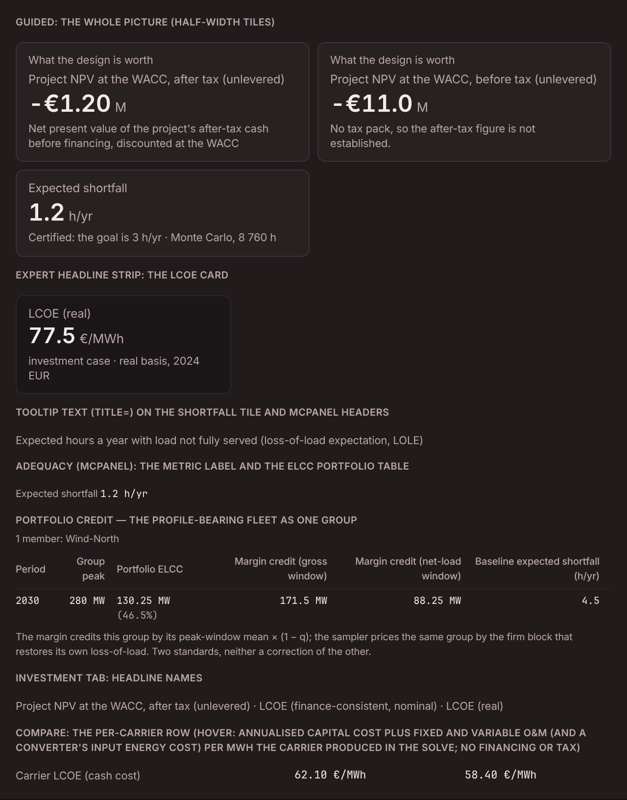 GUIDED: THE WHOLE PICTURE (HALF-WIDTH TILES)
What the design is worth
Project NPV at the WACC, after tax (unlevered)
-€1.20 M
Net present value of the project's after-tax cash
before financing, discounted at the WACC
What the design is worth
Project NPV at the WACC, before tax (unlevered)
-€11.0 M
No tax pack, so the after-tax figure is not
established.
Expected shortfall
1.2 h/yr
Certified: the goal is 3 h/yr · Monte Carlo, 8 760 h
EXPERT HEADLINE STRIP: THE LCOE CARD
LCOE (real)
77.5 €/MWh
investment case · real basis, 2024
EUR
TOOLTIP TEXT (TITLE=) ON THE SHORTFALL TILE AND MCPANEL HEADERS
Expected hours a year with load not fully served (loss-of-load expectation, LOLE)
ADEQUACY (MCPANEL): THE METRIC LABEL AND THE ELCC PORTFOLIO TABLE
Expected shortfall 1.2 h/yr
PORTFOLIO CREDIT — THE PROFILE-BEARING FLEET AS ONE GROUP
1 member: Wind-North
Period Group peak Portfolio ELCC Margin credit (gross window) Margin credit (net-load window) Baseline expected shortfall (h/yr)
2030 280 MW 130.25 MW (46.5%) 171.5 MW 88.25 MW 4.5
The margin credits this group by its peak-window mean × (1 − q); the sampler prices the same group by the firm block that
restores its own loss-of-load. Two standards, neither a correction of the other.
INVESTMENT TAB: HEADLINE NAMES
Project NPV at the WACC, after tax (unlevered) · LCOE (finance-consistent, nominal) · LCOE (real)
COMPARE: THE PER-CARRIER ROW (HOVER: ANNUALISED CAPITAL COST PLUS FIXED AND VARIABLE O&M (AND A
CONVERTER'S INPUT ENERGY COST) PER MWH THE CARRIER PRODUCED IN THE SOLVE; NO FINANCING OR TAX)
Carrier LCOE (cash cost) 62.10 €/MWh 58.40 €/MWh